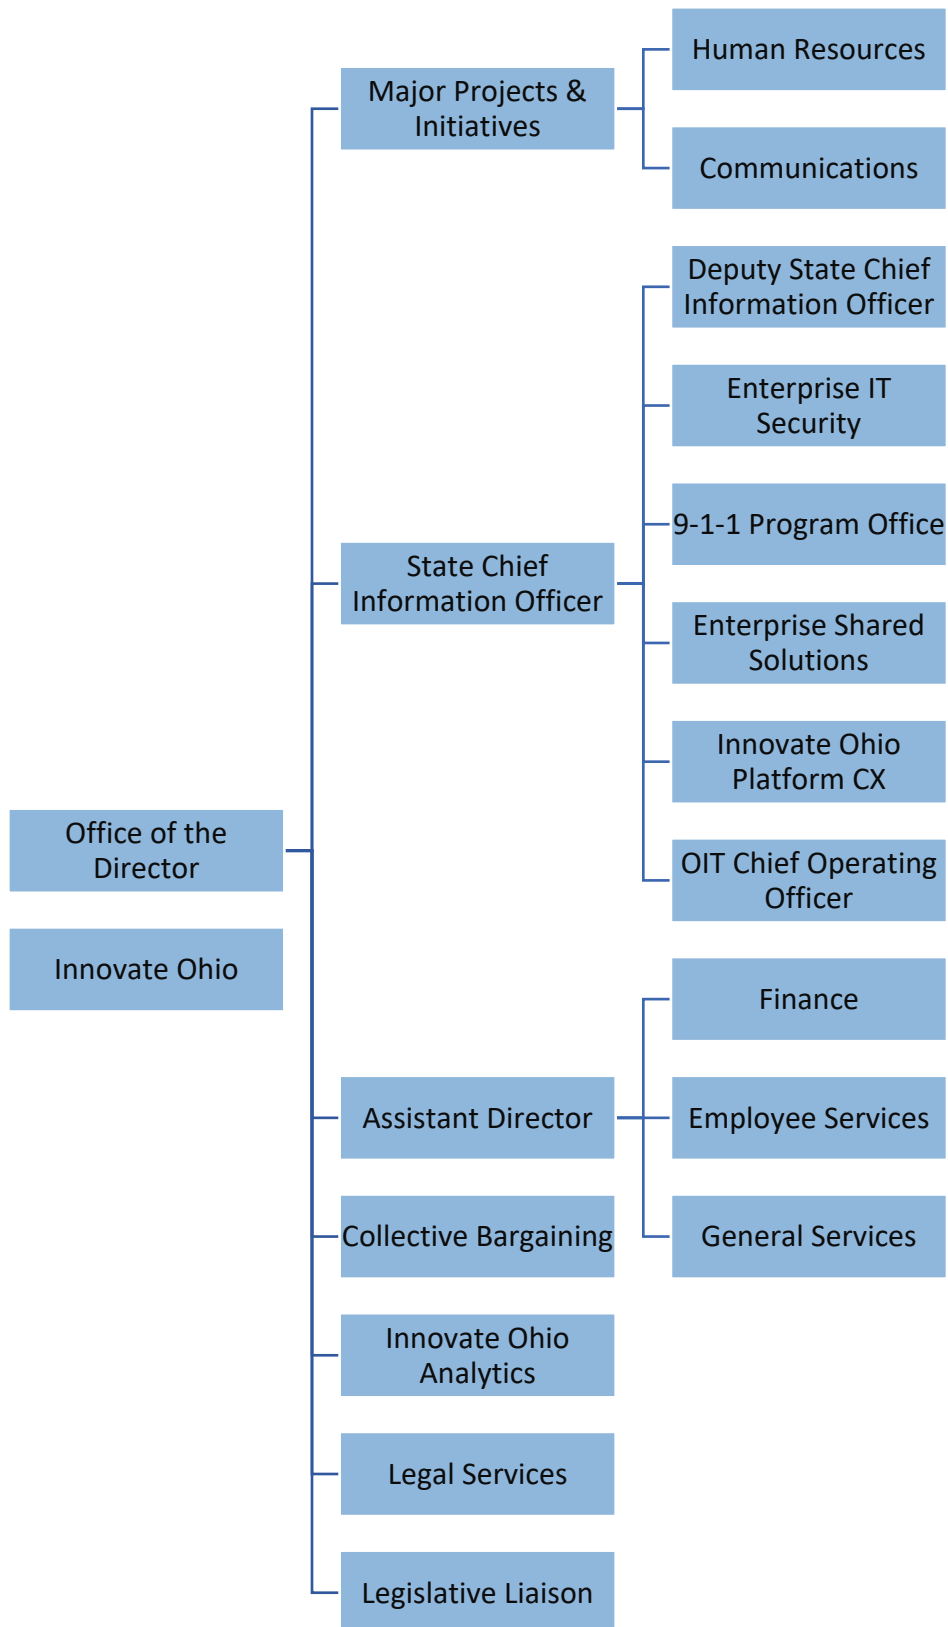 Office of the
Director
Innovate Ohio
Major Projects &
Initiatives
Human Resources
Communications
State Chief
Information Officer
Deputy State Chief
Information Officer
Enterprise IT
Security
9-1-1 Program Office
Enterprise Shared
Solutions
Innovate Ohio
Platform CX
OIT Chief Operating
Officer
Assistant Director
Finance
Employee Services
General Services
Collective Bargaining
Innovate Ohio
Analytics
Legal Services
Legislative Liaison